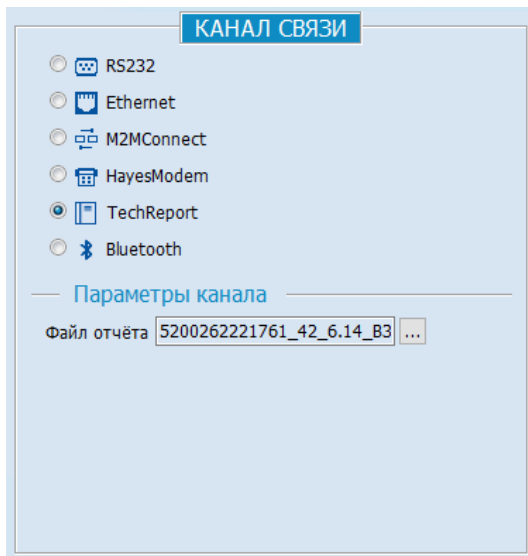 КАНАЛ СВЯЗИ
RS232
Ethernet
M2MConnect
HayesModem
TechReport
Bluetooth
Параметры канала
Файл отчёта 5200262221761_42_6.14_B3 ...